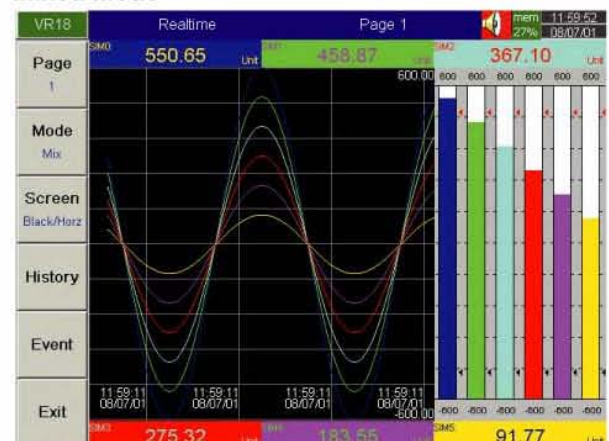 VR18 Realtime Page 1 mem 11:59:52
27% 08/07/01
SIM0 550.65 Unit SIM1 458.87 Unit SIM2 367.10 Unit
Page
1
600.00 600 600 600 600 600 600
Mode
Mix
Screen
Black/Horz
History
Event
11:59:11 11:59:11 11:59:11 11:59:11
08/07/01 08/07/01 08/07/01 08/07/01
-600.00 -600 -600 -600 -600 -600 -600
Exit
SIM3 275.32 Unit 183.55 SIM5 91.77